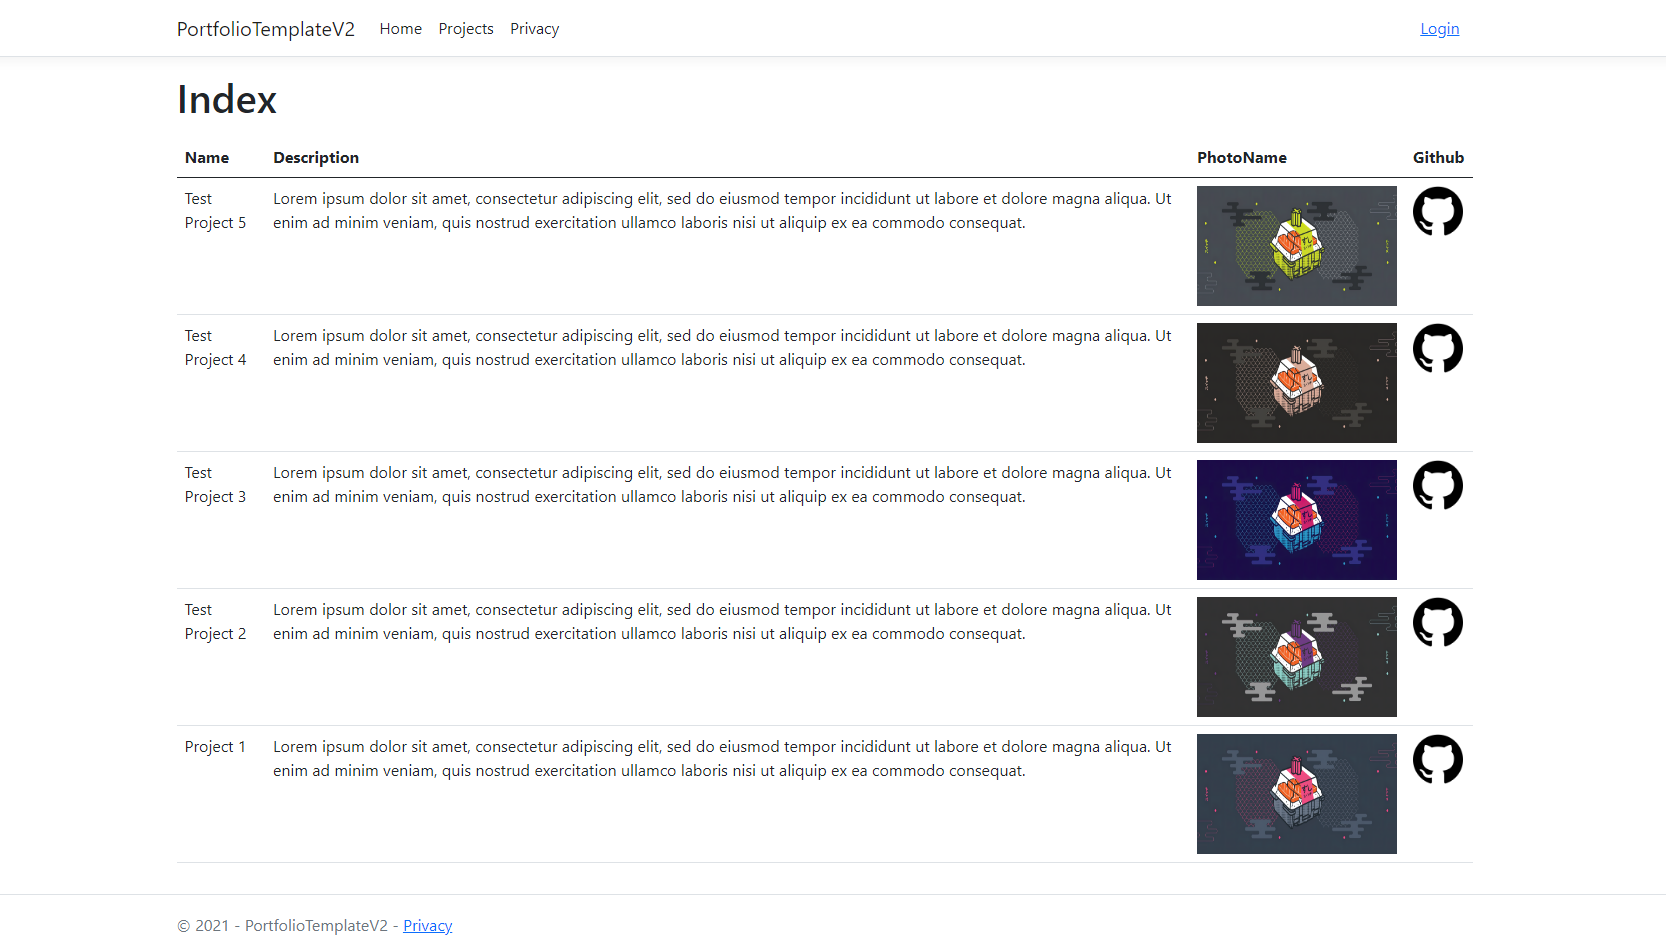 PortfolioTemplateV2 Home Projects Privacy Login
Index
Name Description PhotoName Github
Test Lorem ipsum dolor sit amet, consectetur adipiscing elit, sed do eiusmod tempor incididunt ut labore et dolore magna aliqua. Ut
Project 5 enim ad minim veniam, quis nostrud exercitation ullamco laboris nisi ut aliquip ex ea commodo consequat.
Test Lorem ipsum dolor sit amet, consectetur adipiscing elit, sed do eiusmod tempor incididunt ut labore et dolore magna aliqua. Ut
Project 4 enim ad minim veniam, quis nostrud exercitation ullamco laboris nisi ut aliquip ex ea commodo consequat.
Test Lorem ipsum dolor sit amet, consectetur adipiscing elit, sed do eiusmod tempor incididunt ut labore et dolore magna aliqua. Ut
Project 3 enim ad minim veniam, quis nostrud exercitation ullamco laboris nisi ut aliquip ex ea commodo consequat.
Test Lorem ipsum dolor sit amet, consectetur adipiscing elit, sed do eiusmod tempor incididunt ut labore et dolore magna aliqua. Ut
Project 2 enim ad minim veniam, quis nostrud exercitation ullamco laboris nisi ut aliquip ex ea commodo consequat.
Project 1 Lorem ipsum dolor sit amet, consectetur adipiscing elit, sed do eiusmod tempor incididunt ut labore et dolore magna aliqua. Ut
enim ad minim veniam, quis nostrud exercitation ullamco laboris nisi ut aliquip ex ea commodo consequat.
© 2021 - PortfolioTemplateV2 - Privacy